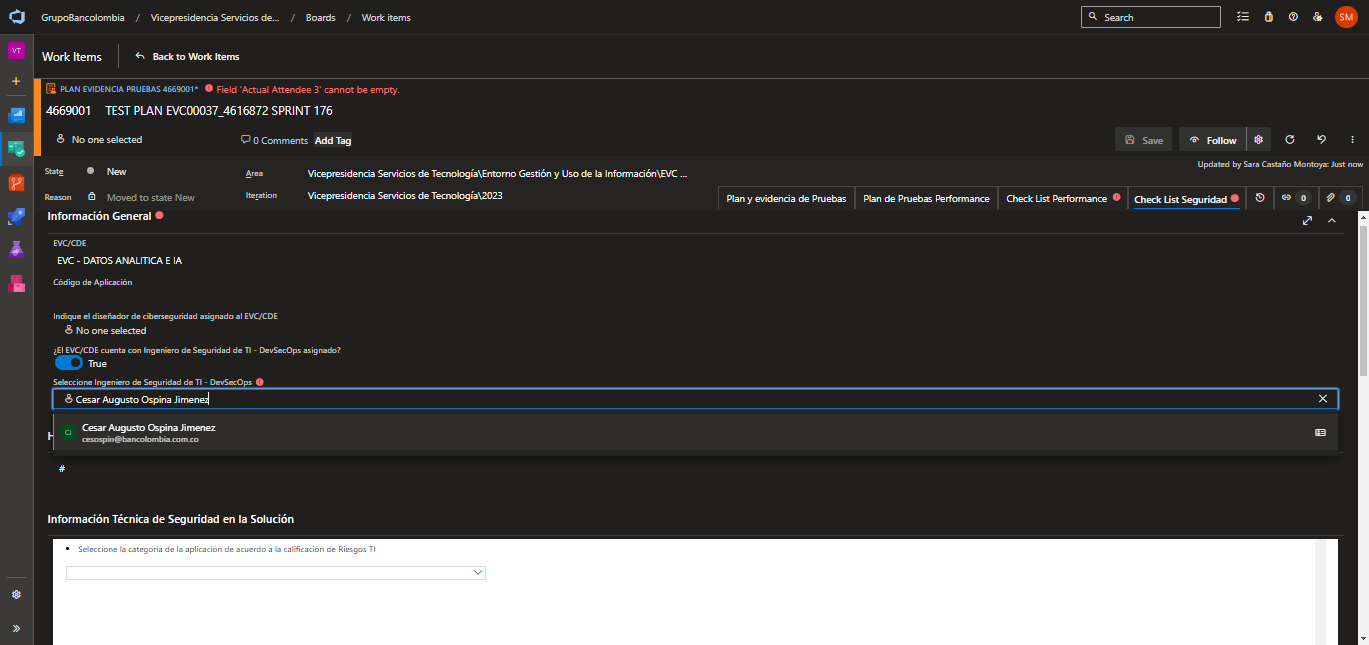 GrupoBancolombia / Vicepresidencia Servicios de... / Boards / Work items
Search
SM
VT
Work Items
Back to Work Items
PLAN EVIDENCIA PRUEBAS 4669001* Field 'Actual Attendee 3' cannot be empty.
4669001 TEST PLAN EVC00037_4616872 SPRINT 176
No one selected
0 Comments Add Tag
Save
Follow
Updated by Sara Castaño Montoya: Just now
State New
Area Vicepresidencia Servicios de Tecnología\Entorno Gestión y Uso de la Información\EVC ...
Reason Moved to state New
Iteration Vicepresidencia Servicios de Tecnología\2023
Plan y evidencia de Pruebas
Plan de Pruebas Performance
Check List Performance
Check List Seguridad
0
0
Información General
EVC/CDE
EVC - DATOS ANALITICA E IA
Código de Aplicación
Indique el diseñador de ciberseguridad asignado al EVC/CDE
No one selected
¿El EVC/CDE cuenta con Ingeniero de Seguridad de TI - DevSecOps asignado?
True
Seleccione Ingeniero de Seguridad de TI - DevSecOps
Cesar Augusto Ospina Jimenez
CJ
Cesar Augusto Ospina Jimenez
cesospin@bancolombia.com.co
H
#
Información Técnica de Seguridad en la Solución
• Seleccione la categoria de la aplicación de acuerdo a la calificación de Riesgos TI